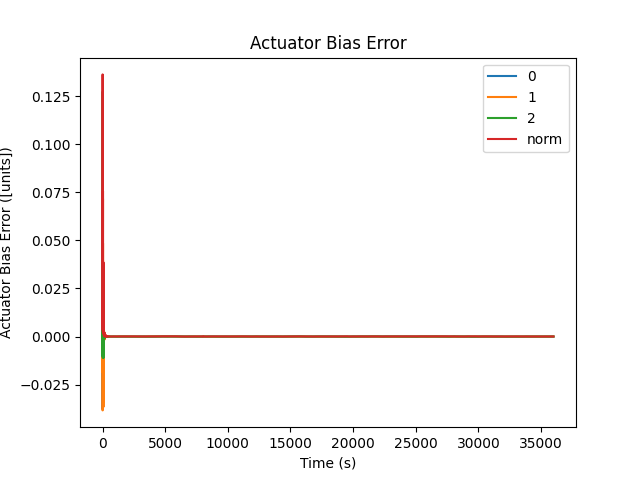 Actuator Bias Error
0
1
2
norm
0.125
0.100
0.075
0.050
0.025
0.000
−0.025
Actuator Bias Error ([units])
0 5000 10000 15000 20000 25000 30000 35000
Time (s)